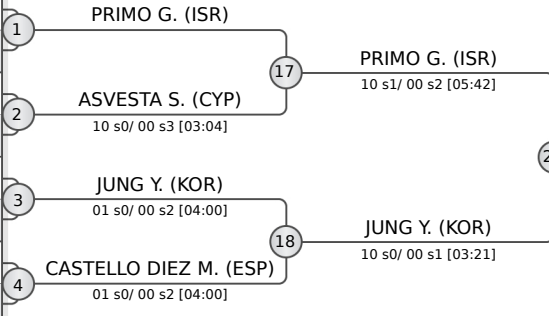 1
PRIMO G. (ISR)
17
PRIMO G. (ISR)
10 s1/ 00 s2 [05:42]
2
ASVESTA S. (CYP)
10 s0/ 00 s3 [03:04]
3
JUNG Y. (KOR)
01 s0/ 00 s2 [04:00]
18
JUNG Y. (KOR)
10 s0/ 00 s1 [03:21]
4
CASTELLO DIEZ M. (ESP)
01 s0/ 00 s2 [04:00]